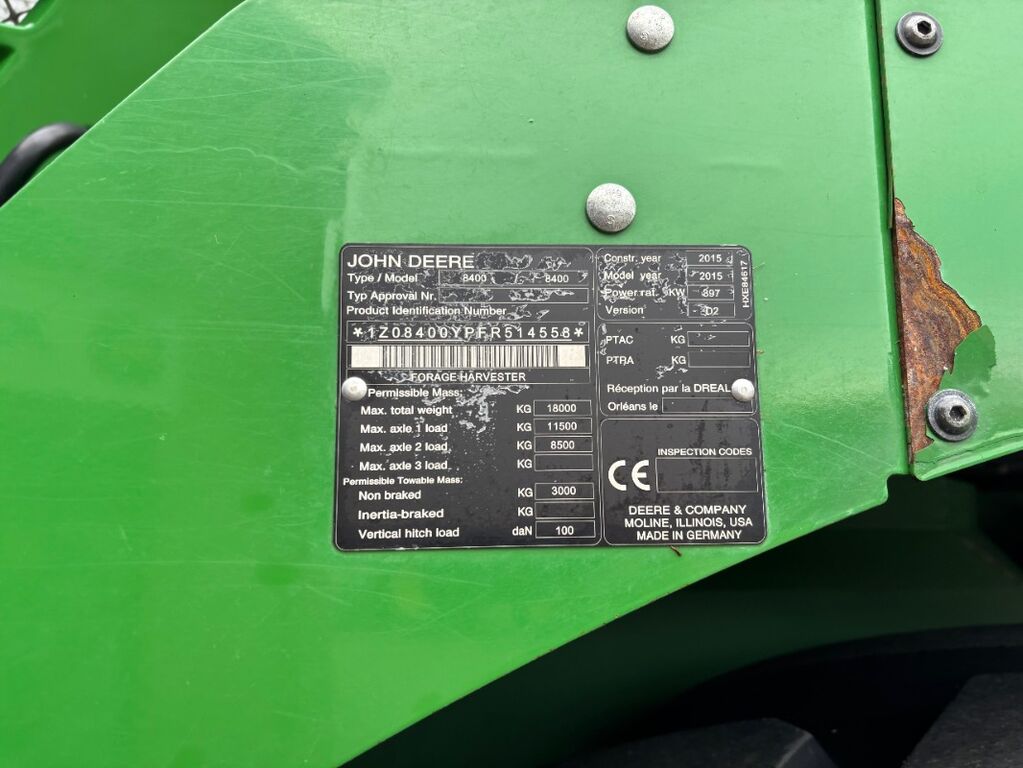 JOHN DEERE
Type / Model 8400 8400
Typ Approval Nr.
Product Identification Number
*1Z08400YPFR514558*
FORAGE HARVESTER
Permissible Mass:
Max. total weight KG 18000
Max. axle 1 load KG 11500
Max. axle 2 load KG 8500
Max. axle 3 load KG
Permissible Towable Mass:
Non braked KG 3000
Inertia-braked KG
Vertical hitch load daN 100
Constr. year 2015
Model year 2015
Power rat. KW 397
Version - D2
HXE84617
PTAC KG
PTRA KG
Réception par la DREAL
Orléans le
CE
INSPECTION CODES
DEERE & COMPANY
MOLINE, ILLINOIS, USA
MADE IN GERMANY